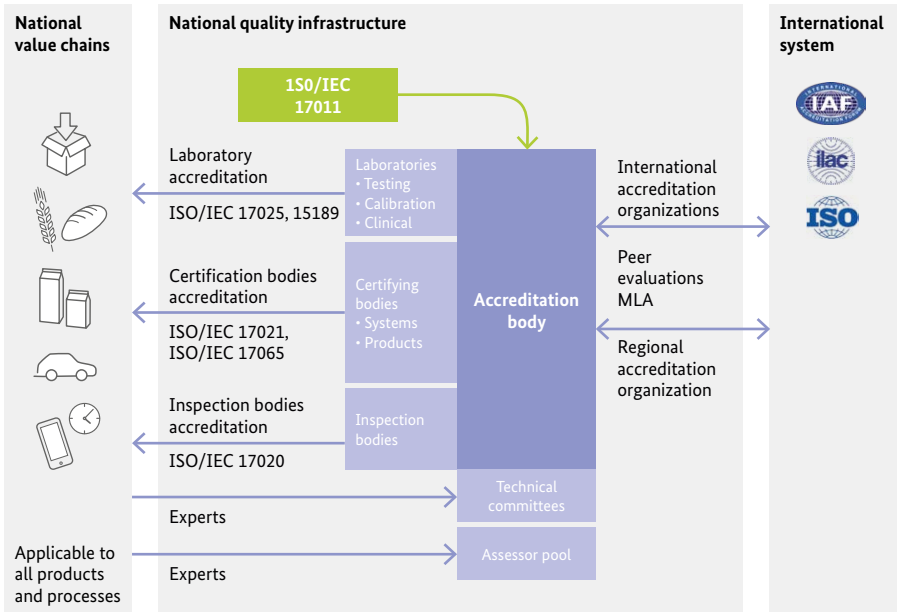 National
value chains
National quality infrastructure
International
system
1S0/IEC
17011
INTERNATIONAL
IAF
ACCREDITATION FORUM
ilac
ISO
Laboratory
accreditation
ISO/IEC 17025, 15189
Laboratories
• Testing
• Calibration
• Clinical
Certification bodies
accreditation
ISO/IEC 17021,
ISO/IEC 17065
Certifying
bodies
• Systems
• Products
Inspection bodies
accreditation
ISO/IEC 17020
Inspection
bodies
Accreditation
body
International
accreditation
organizations
Peer
evaluations
MLA
Regional
accreditation
organization
Experts
Technical
committees
Applicable to
all products
and processes
Experts
Assessor pool